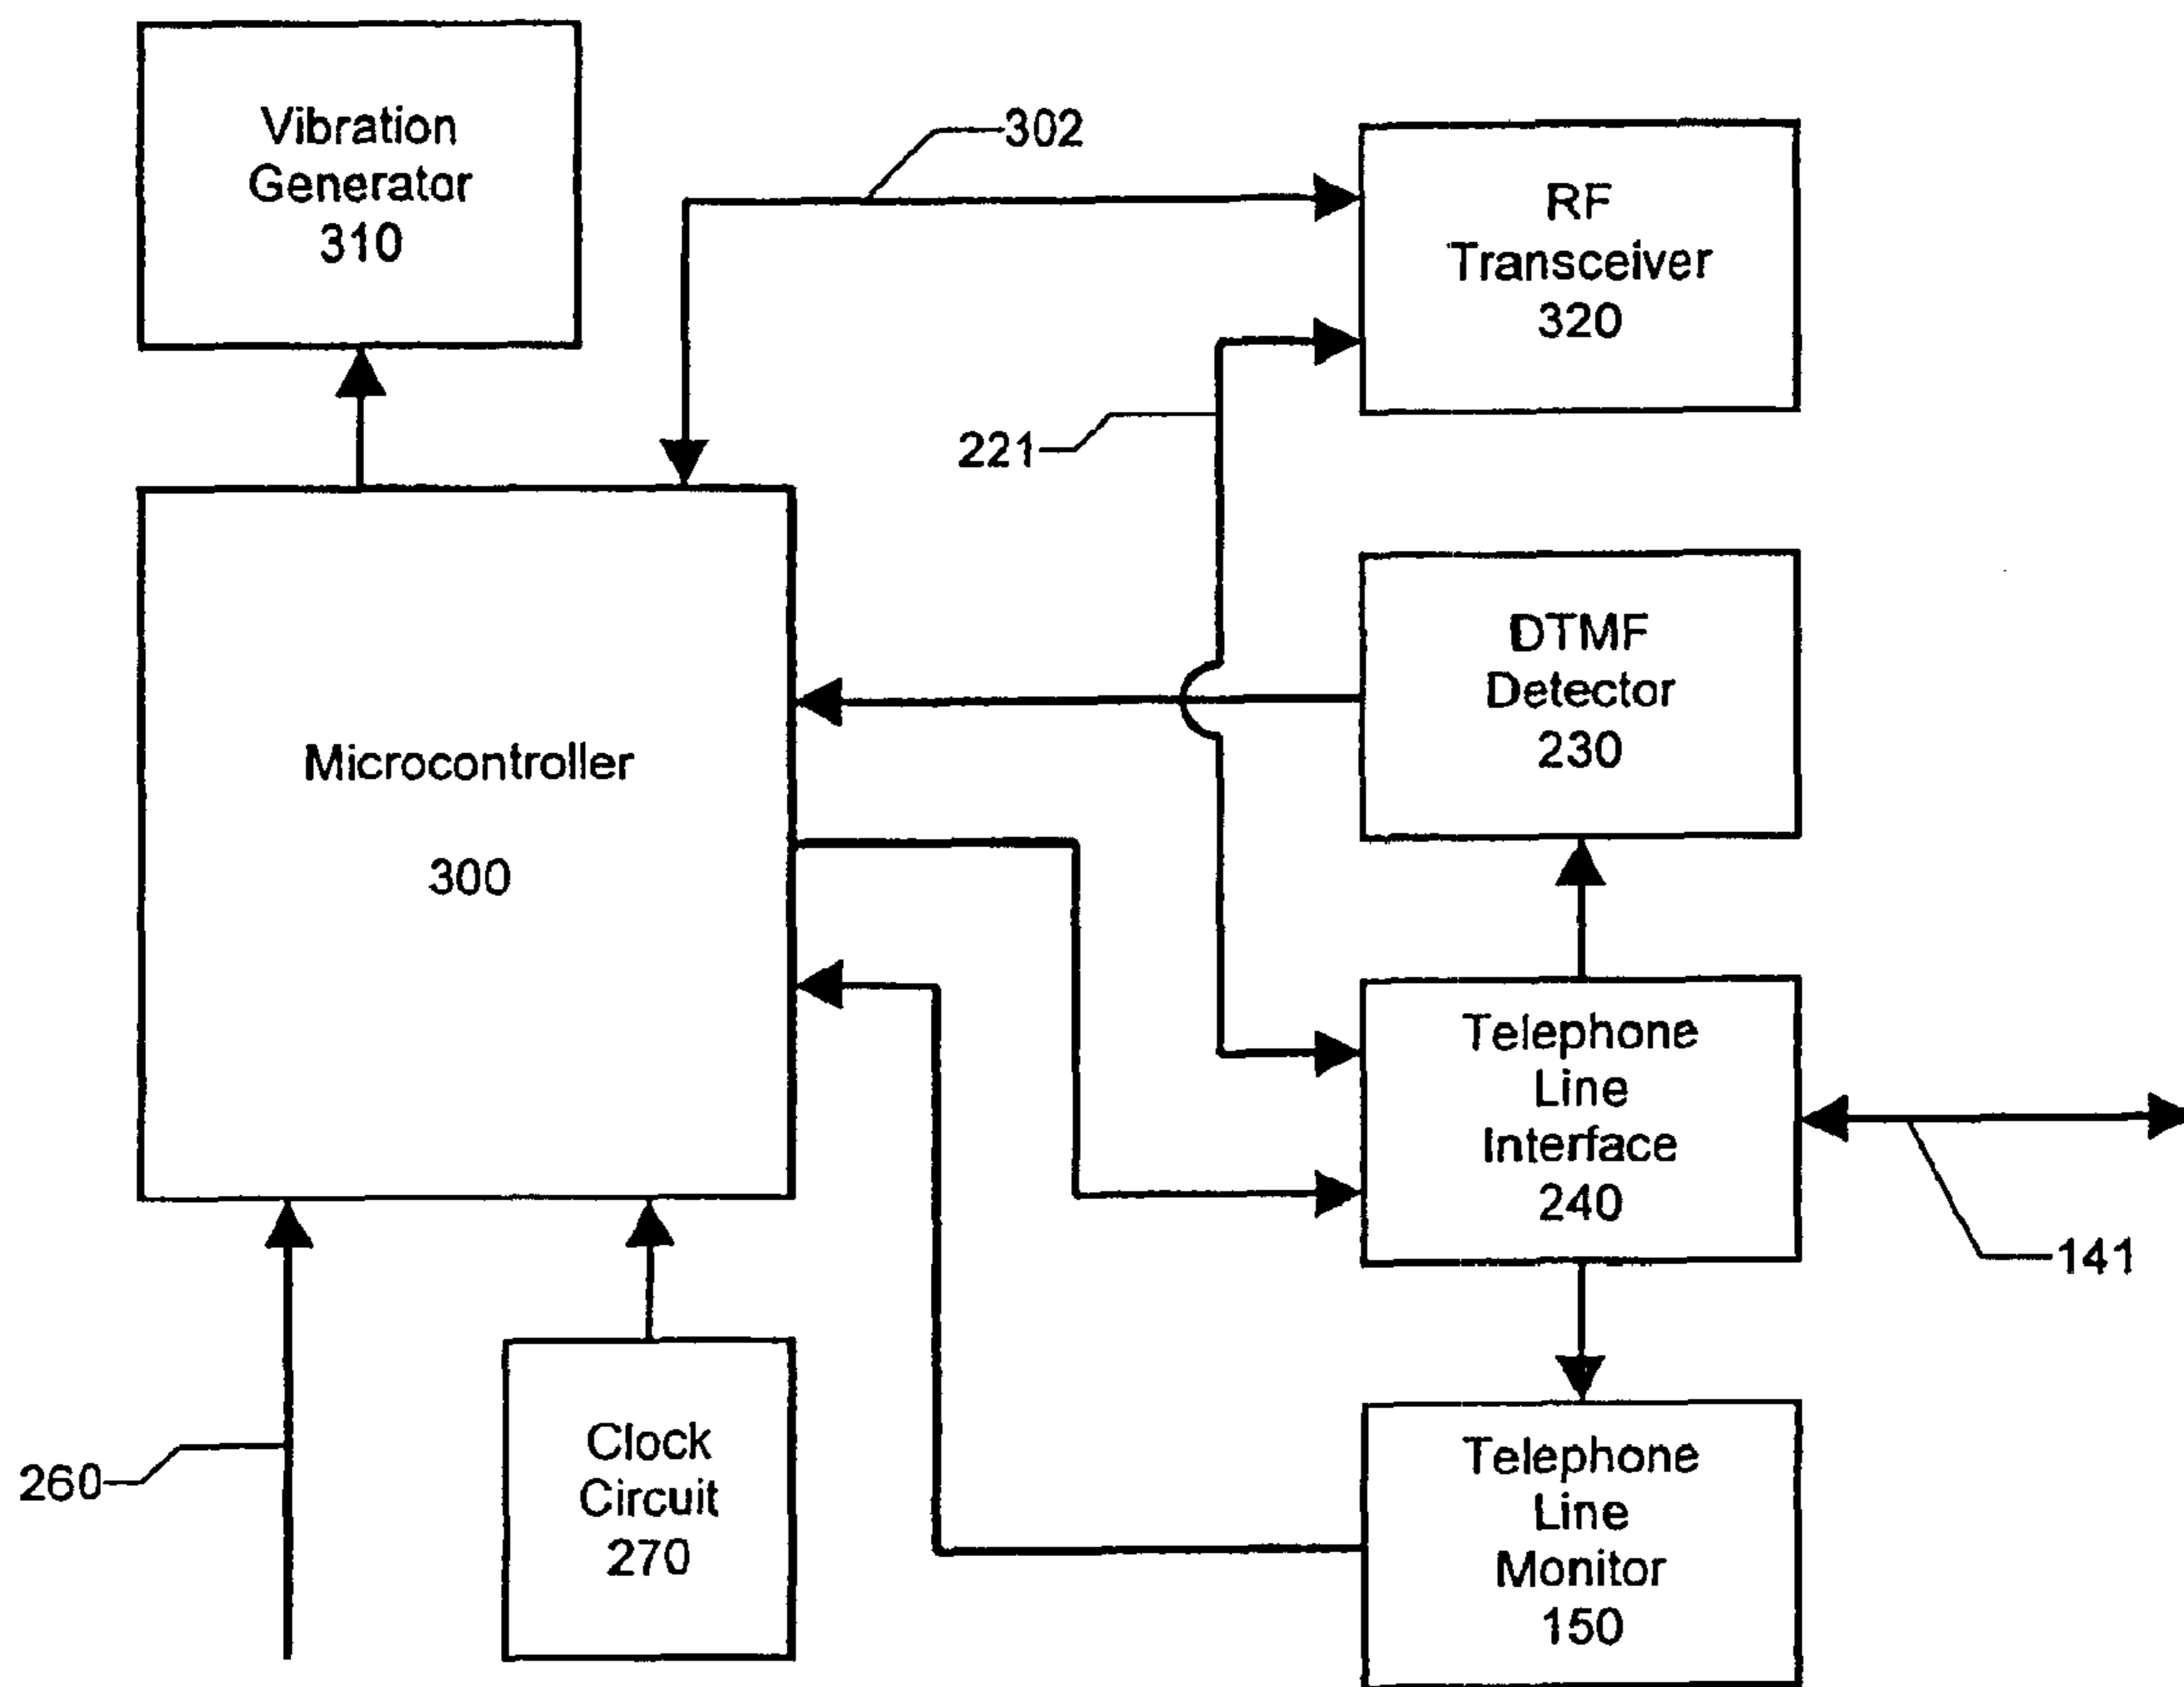 Vibration
Generator
310
302
RF
Transceiver
320
221
DTMF
Detector
230
Microcontroller
300
Telephone
Line
Interface
240
141
260
Clock
Circuit
270
Telephone
Line
Monitor
150